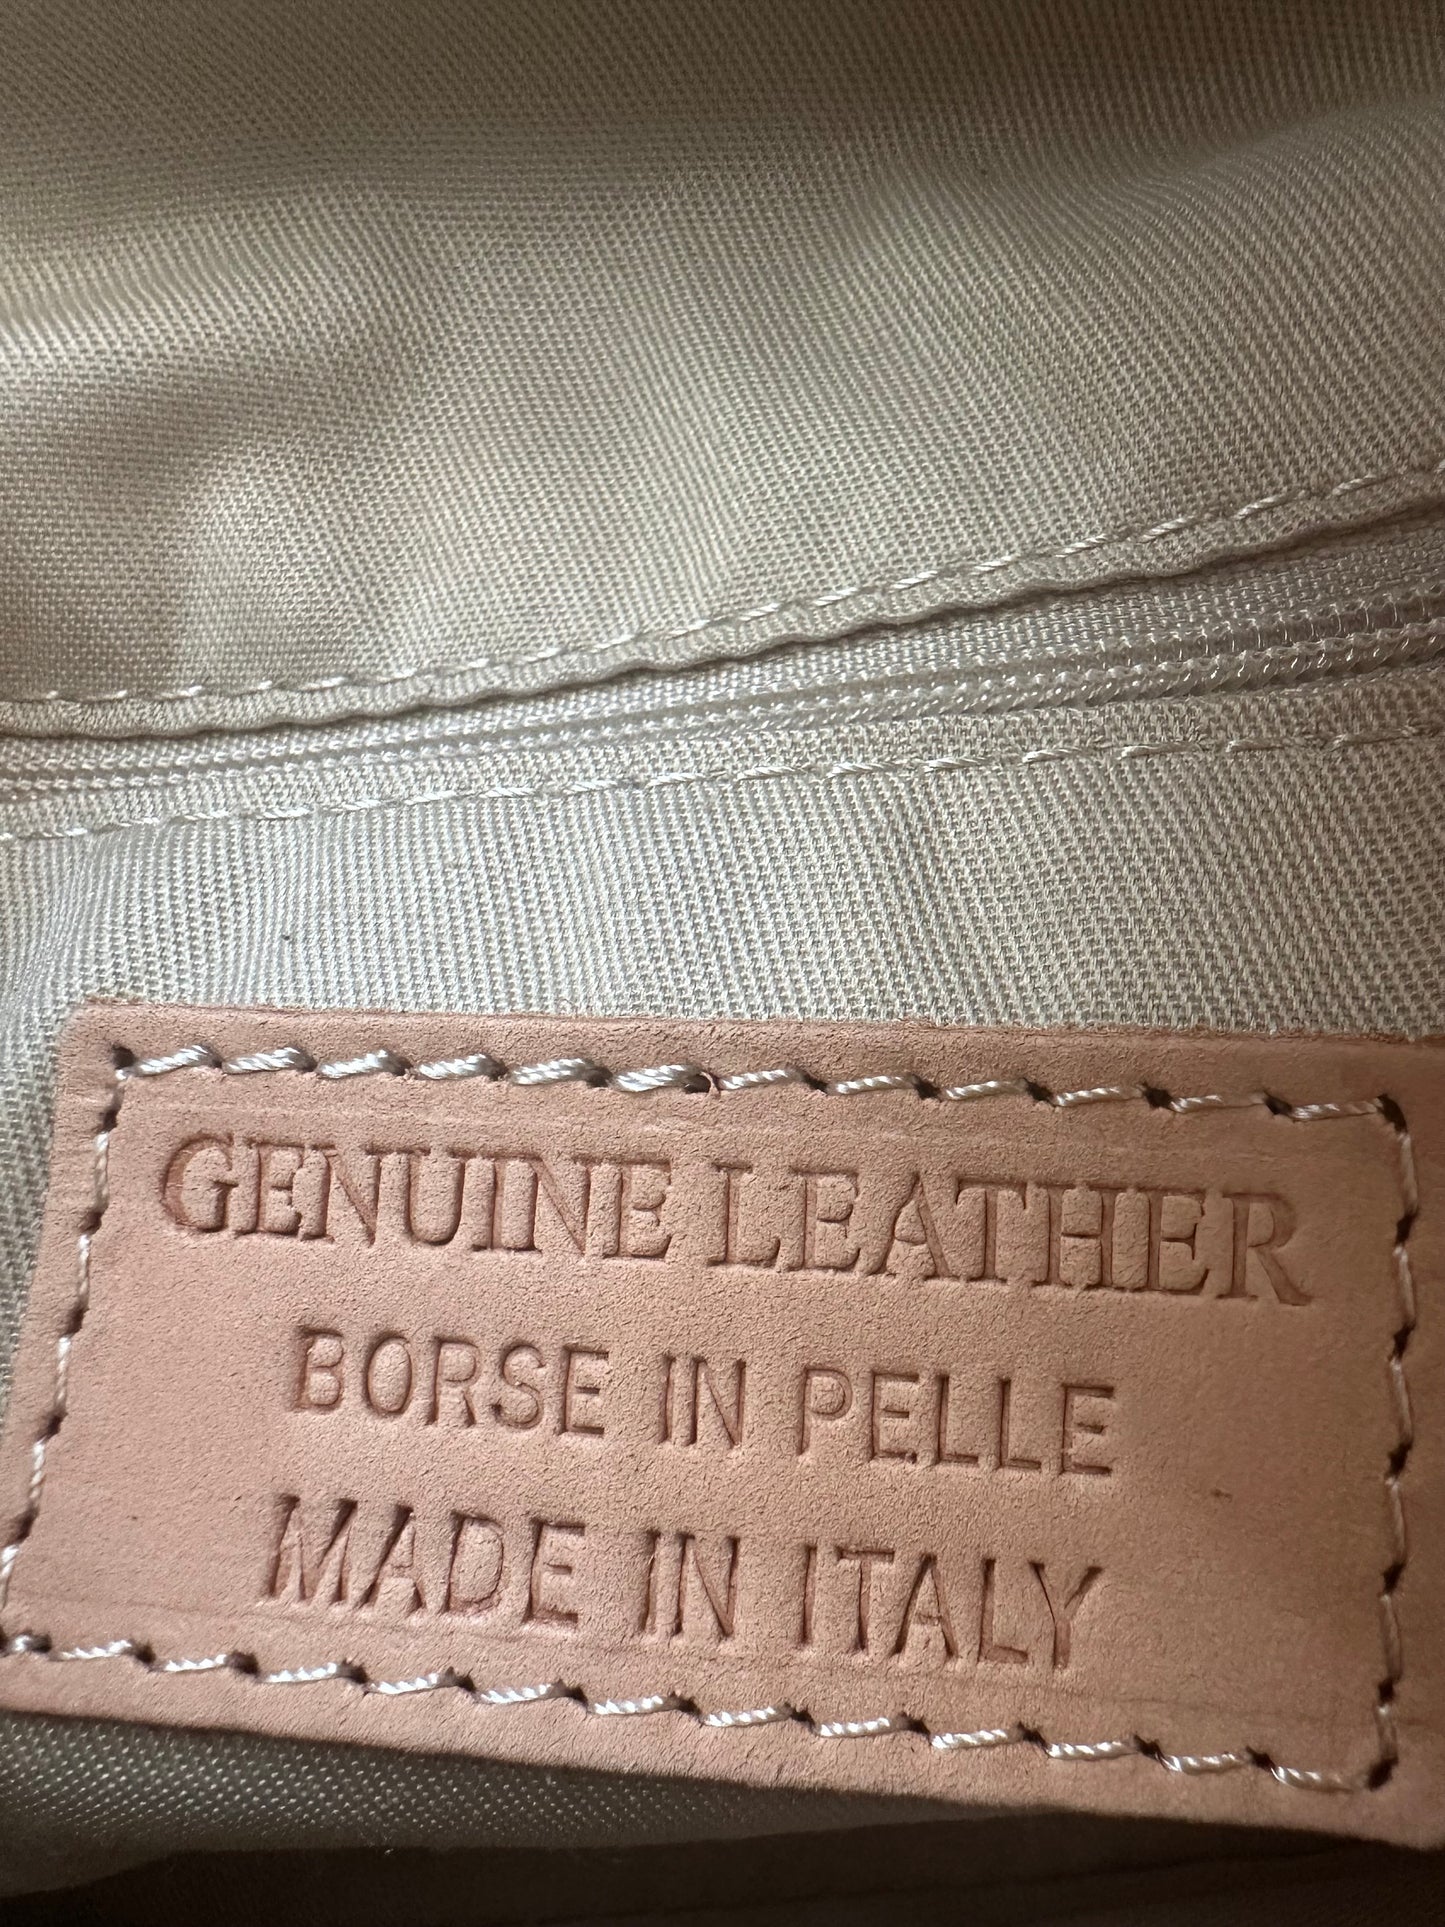 GENUINE LEATHER
BORSE IN PELLE
MADE IN ITALY